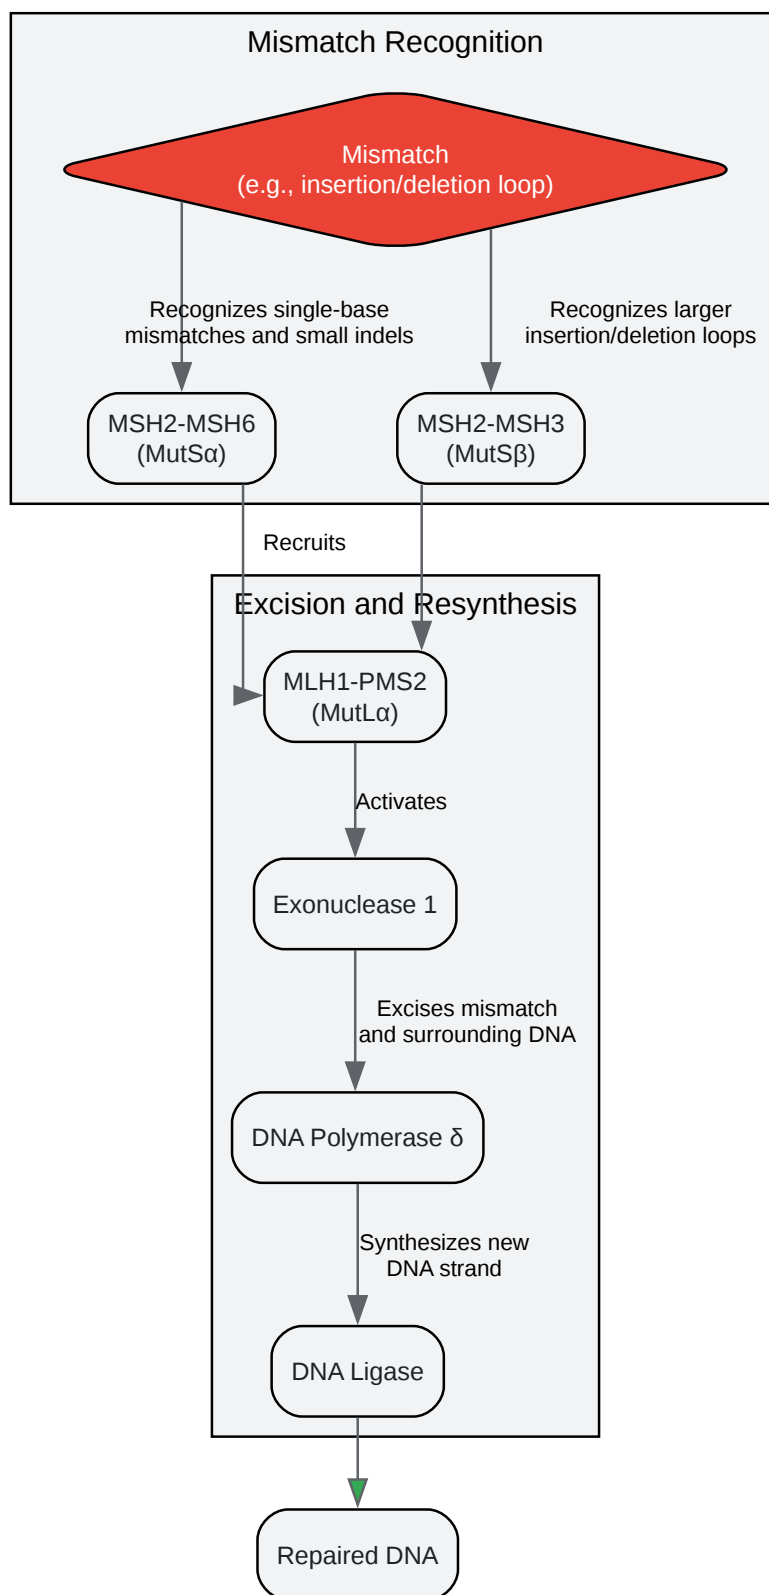 Mismatch Recognition
Mismatch
(e.g., insertion/deletion loop)
Recognizes single-base
mismatches and small indels
Recognizes larger
insertion/deletion loops
MSH2-MSH6
(MutSα)
MSH2-MSH3
(MutSβ)
Recruits
Excision and Resynthesis
MLH1-PMS2
(MutLα)
Activates
Exonuclease 1
Excises mismatch
and surrounding DNA
DNA Polymerase δ
Synthesizes new
DNA strand
DNA Ligase
Repaired DNA